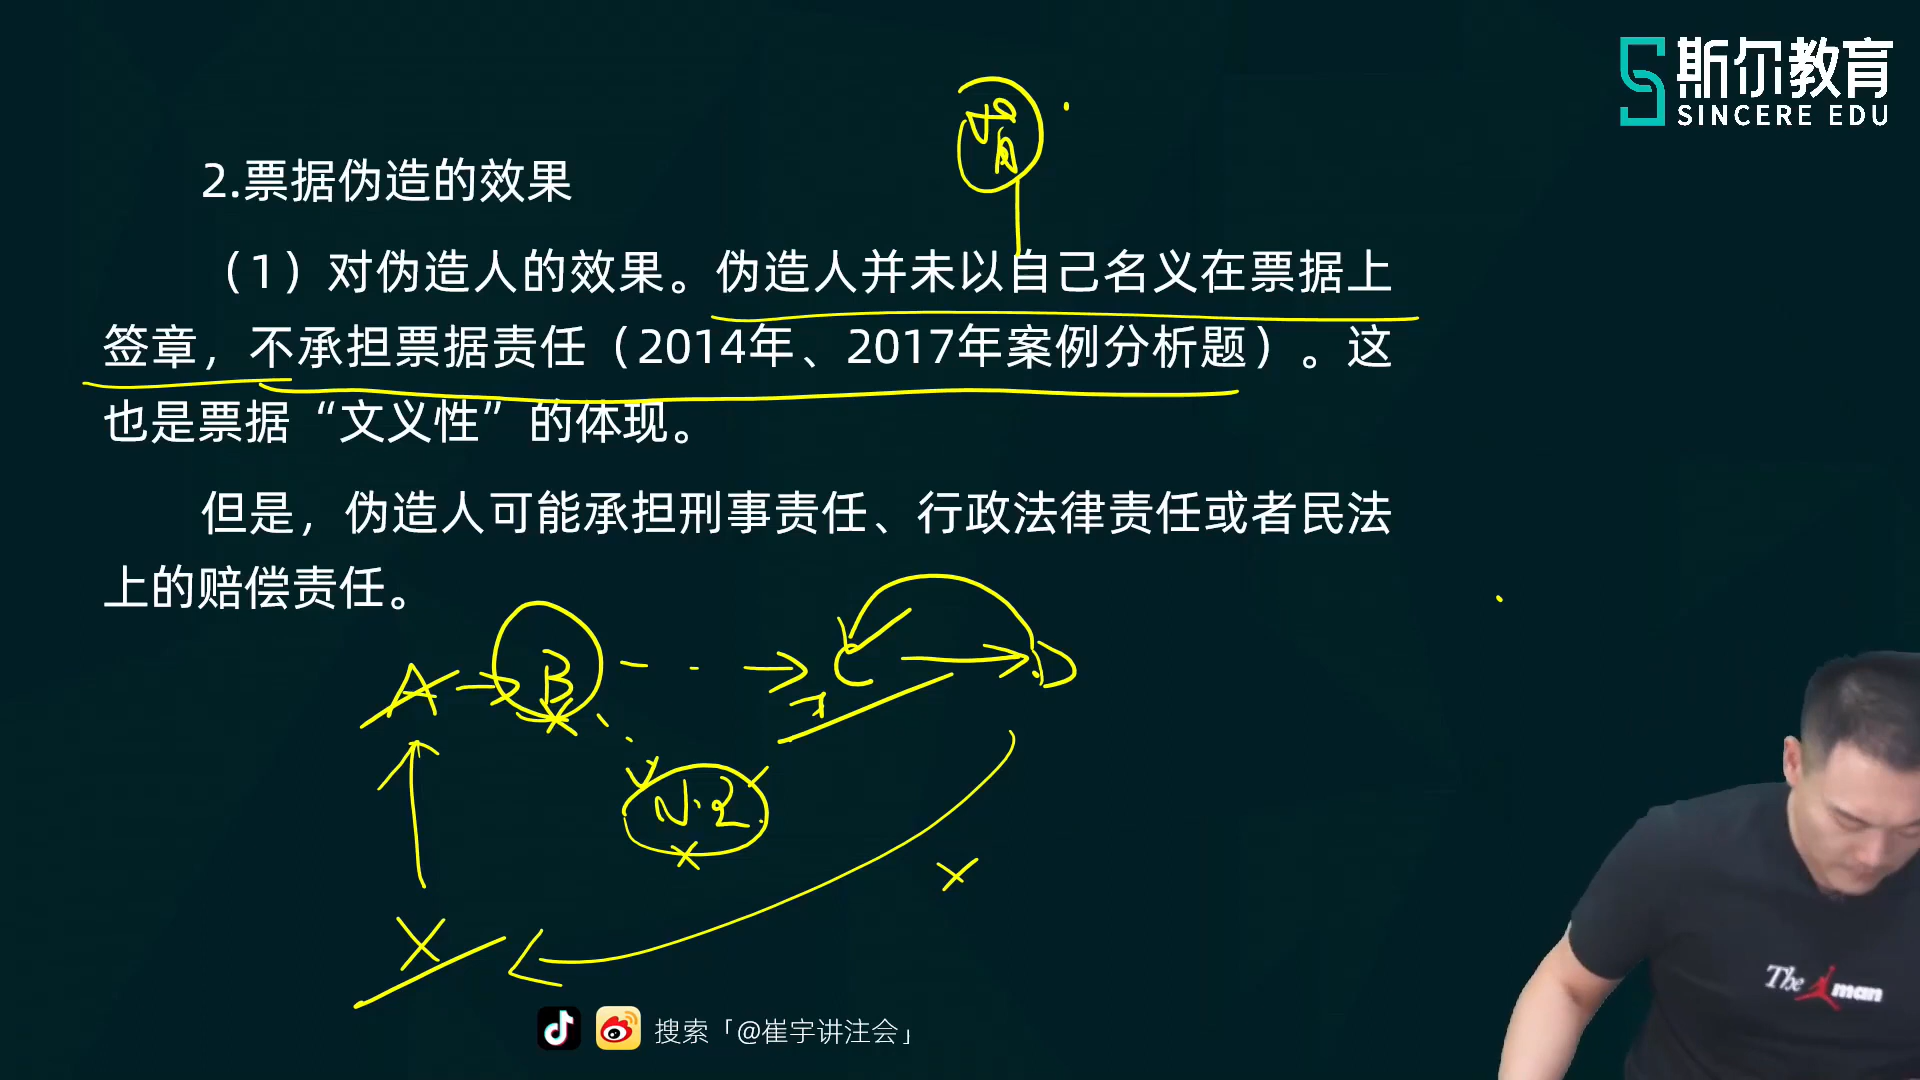 斯尔教育
SINCERE EDU
2.票据伪造的效果
（1）对伪造人的效果。伪造人并未以自己名义在票据上
签章，不承担票据责任（2014年、2017年案例分析题）。这
也是票据“文义性”的体现。
但是，伪造人可能承担刑事责任、行政法律责任或者民法
上的赔偿责任。
A B C D
X
The man
搜索「@崔宇讲注会」